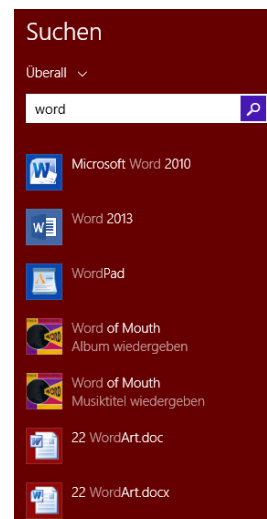 Suchen
Überall
word
Microsoft Word 2010
Word 2013
WordPad
Word of Mouth
Album wiedergeben
Word of Mouth
Musiktitel wiedergeben
22 WordArt.doc
22 WordArt.docx